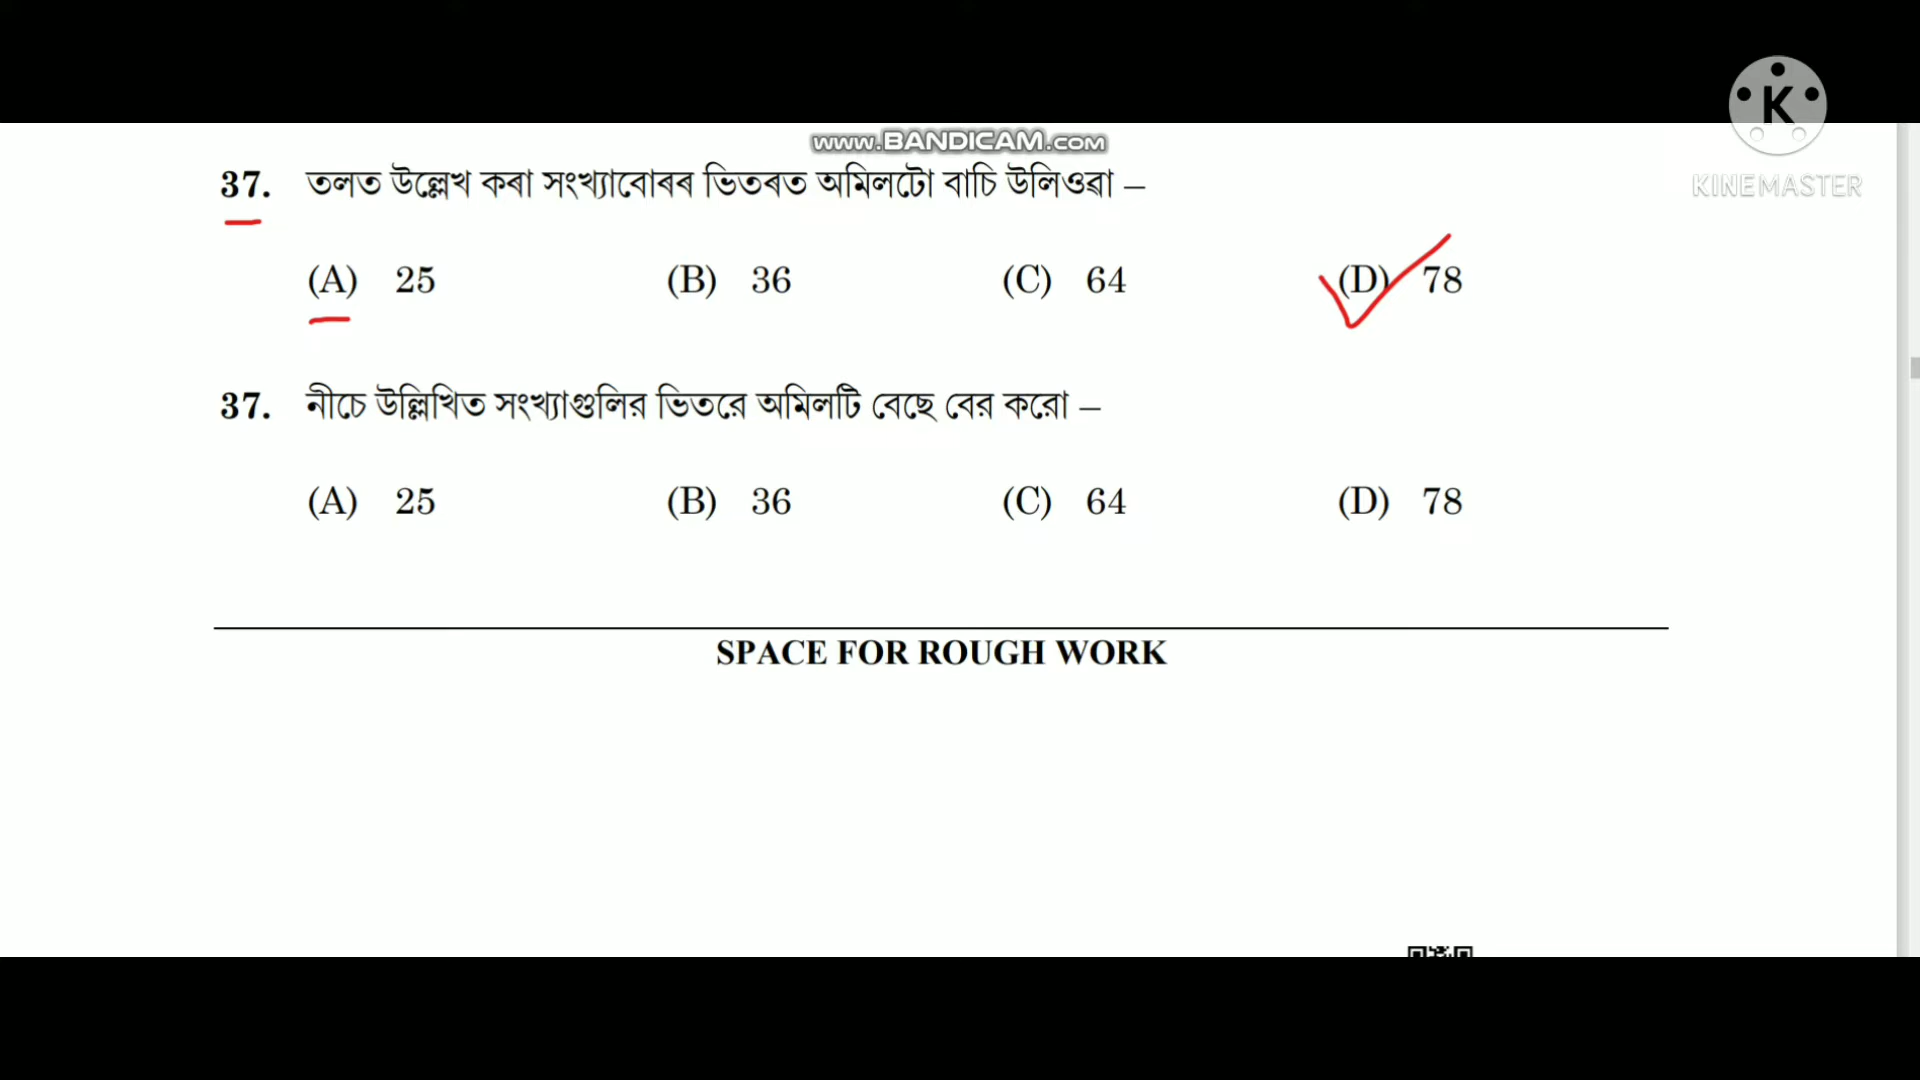 www.BANDICAM.com
K
KINEMASTER
37. তলত উল্লেখ কৰা সংখ্যাবোৰৰ ভিতৰত অমিলটো বাচি উলিওৱা –
(A) 25 (B) 36 (C) 64 (D) 78
37. নীচে উল্লিখিত সংখ্যাগুলির ভিতরে অমিলটি বেছে বের করো –
(A) 25 (B) 36 (C) 64 (D) 78
SPACE FOR ROUGH WORK